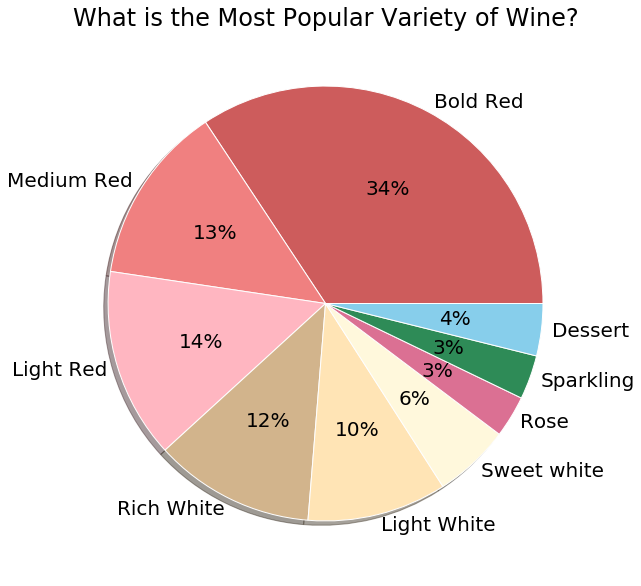 What is the Most Popular Variety of Wine?
Bold Red
34%
Medium Red
13%
Light Red
14%
Rich White
12%
Light White
10%
Sweet white
6%
Rose
3%
Sparkling
3%
Dessert
4%